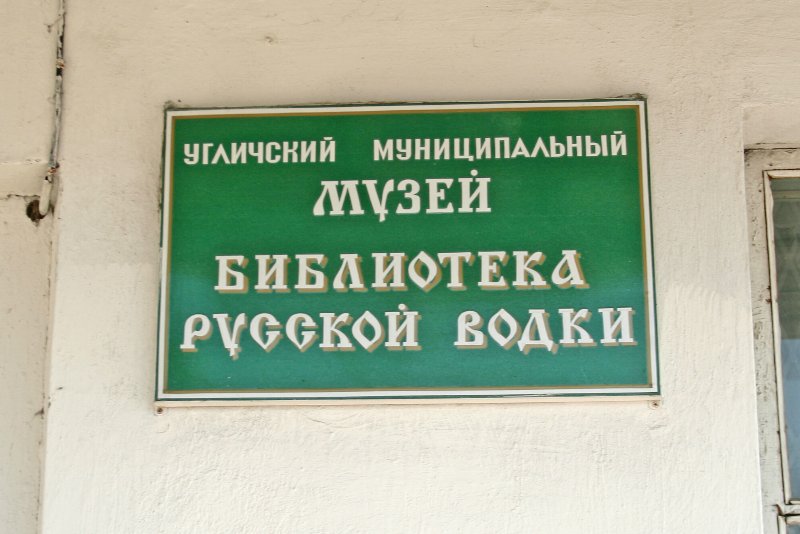 УГЛИЧСКИЙ МУНИЦИПАЛЬНЫЙ
МУЗЕЙ
БИБЛИОТЕКА
РУССКОЙ ВОДКИ